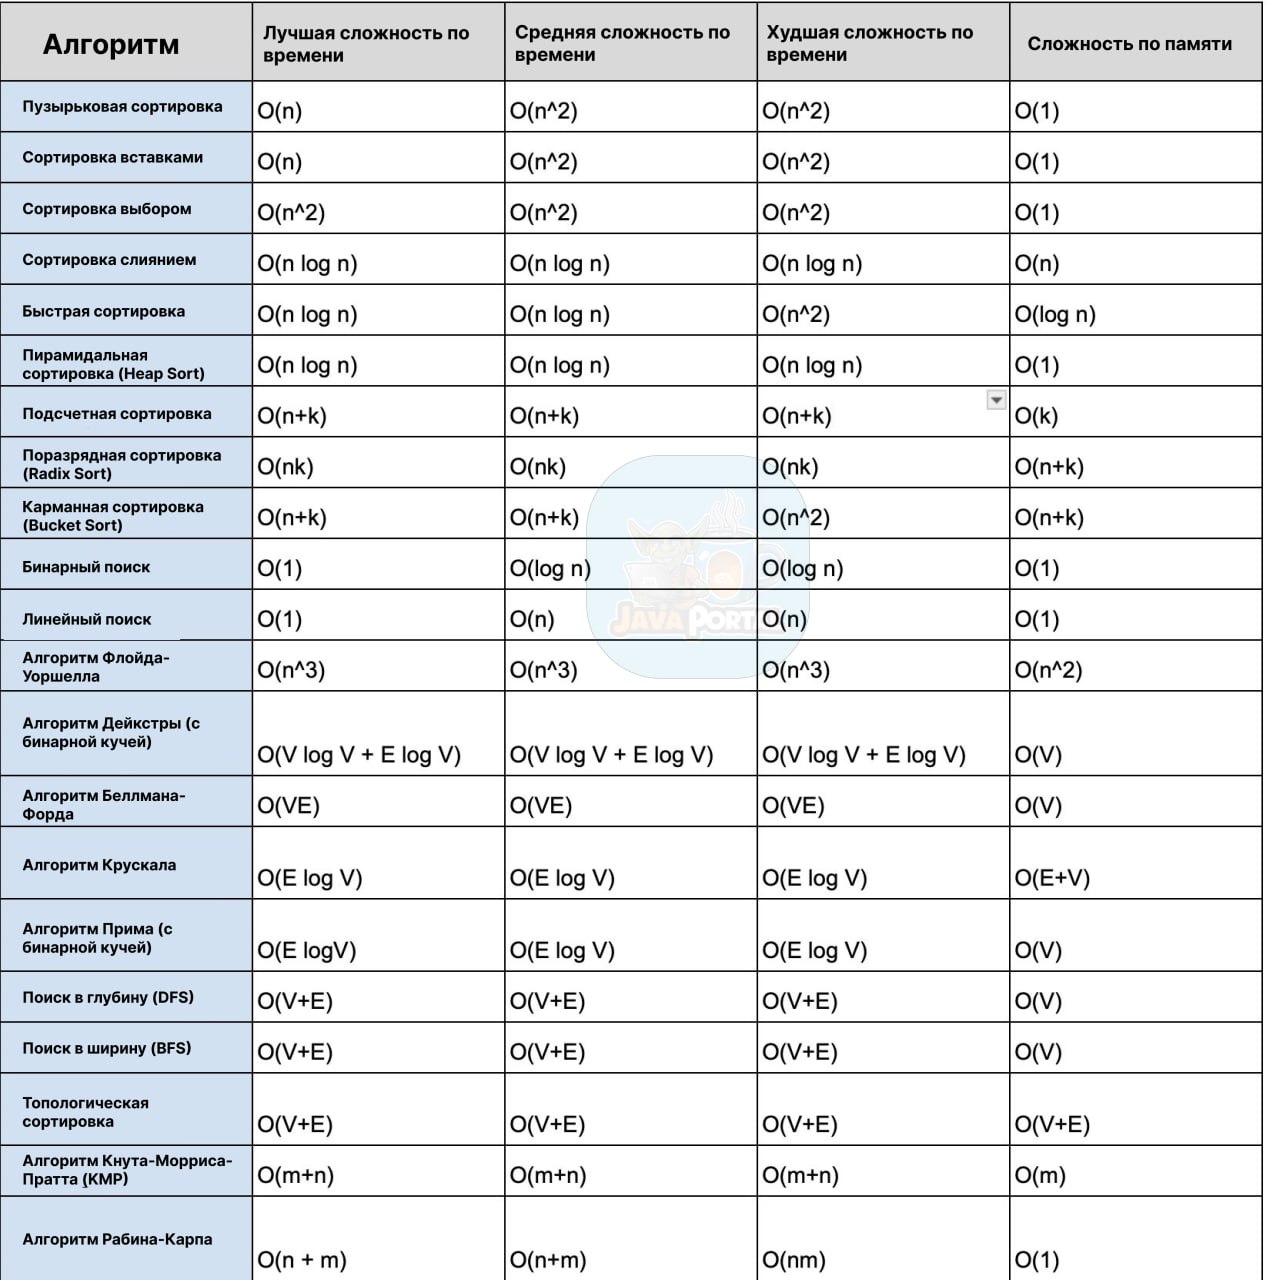 Алгоритм
Лучшая сложность по
времени
Средняя сложность по
времени
Худшая сложность по
времени
Сложность по памяти
Пузырьковая сортировка
O(n)
O(n^2)
O(n^2)
O(1)
Сортировка вставками
O(n)
O(n^2)
O(n^2)
O(1)
Сортировка выбором
O(n^2)
O(n^2)
O(n^2)
O(1)
Сортировка слиянием
O(n log n)
O(n log n)
O(n log n)
O(n)
Быстрая сортировка
O(n log n)
O(n log n)
O(n^2)
O(log n)
Пирамидальная
сортировка (Heap Sort)
O(n log n)
O(n log n)
O(n log n)
O(1)
Подсчетная сортировка
O(n+k)
O(n+k)
O(n+k)
O(k)
Поразрядная сортировка
(Radix Sort)
O(nk)
O(nk)
O(nk)
O(n+k)
Карманная сортировка
(Bucket Sort)
O(n+k)
O(n+k)
O(n^2)
O(n+k)
Бинарный поиск
O(1)
O(log n)
O(log n)
O(1)
Линейный поиск
O(1)
O(n)
O(n)
O(1)
JAVA
Алгоритм Флойда-
Уоршелла
O(n^3)
O(n^3)
O(n^3)
O(n^2)
Алгоритм Дейкстры (с
бинарной кучей)
O(V log V + E log V)
O(V log V + E log V)
O(V log V + E log V)
O(V)
Алгоритм Беллмана-
Форда
O(VE)
O(VE)
O(VE)
O(V)
Алгоритм Крускала
O(E log V)
O(E log V)
O(E log V)
O(E+V)
Алгоритм Прима (с
бинарной кучей)
O(E logV)
O(E log V)
O(E log V)
O(V)
Поиск в глубину (DFS)
O(V+E)
O(V+E)
O(V+E)
O(V)
Поиск в ширину (BFS)
O(V+E)
O(V+E)
O(V+E)
O(V)
Топологическая
сортировка
O(V+E)
O(V+E)
O(V+E)
O(V+E)
Алгоритм Кнута-Морриса-
Пратта (KMP)
O(m+n)
O(m+n)
O(m+n)
O(m)
Алгоритм Рабина-Карпа
O(n + m)
O(n+m)
O(nm)
O(1)